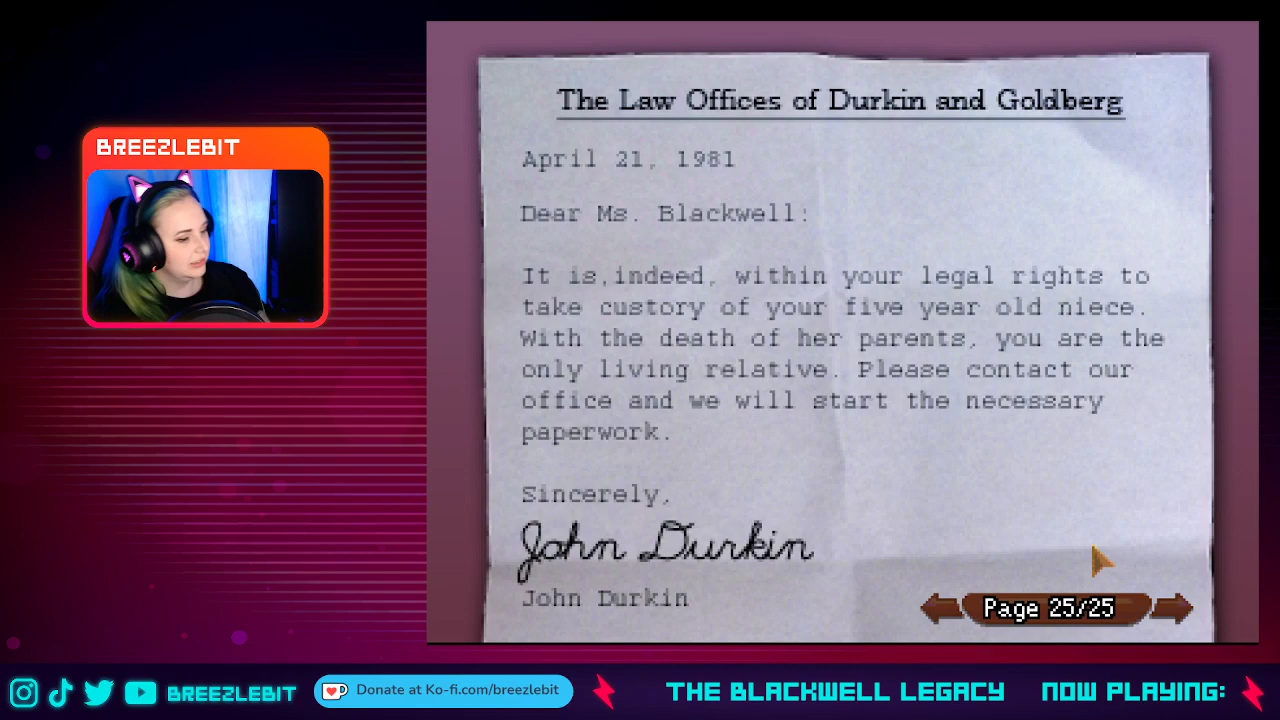 BREEZLEBIT
The Law Offices of Durkin and Goldberg
April 21, 1981
Dear Ms. Blackwell:
It is,indeed, within your legal rights to
take custory of your five year old niece.
With the death of her parents, you are the
only living relative. Please contact our
office and we will start the necessary
paperwork.
Sincerely,
John Durkin
John Durkin
Page 25/25
BREEZLEBIT
Donate at Ko-fi.com/breezlebit
THE BLACKWELL LEGACY
NOW PLAYING: